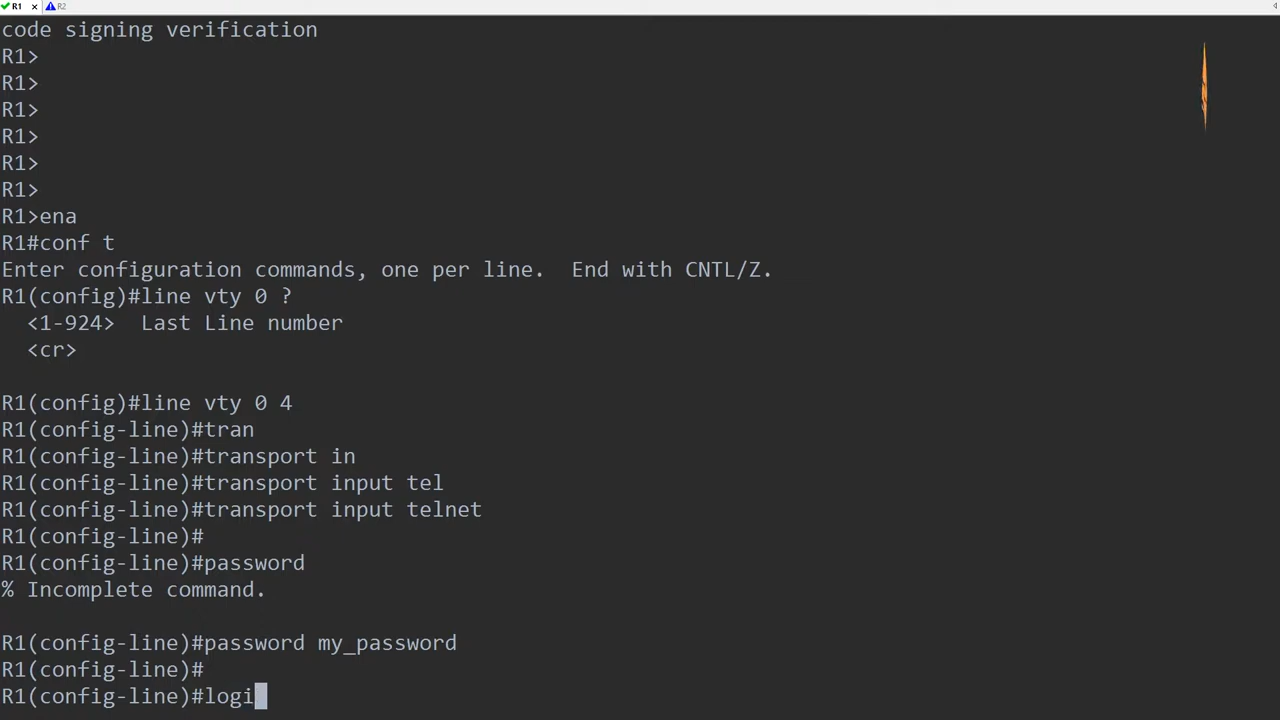 R1 R2
code signing verification
R1>
R1>
R1>
R1>
R1>
R1>
R1>ena
R1#conf t
Enter configuration commands, one per line.  End with CNTL/Z.
R1(config)#line vty 0 ?
  <1-924>  Last Line number
  <cr>
R1(config)#line vty 0 4
R1(config-line)#tran
R1(config-line)#transport in
R1(config-line)#transport input tel
R1(config-line)#transport input telnet
R1(config-line)#
R1(config-line)#password
% Incomplete command.
R1(config-line)#password my_password
R1(config-line)#
R1(config-line)#logi